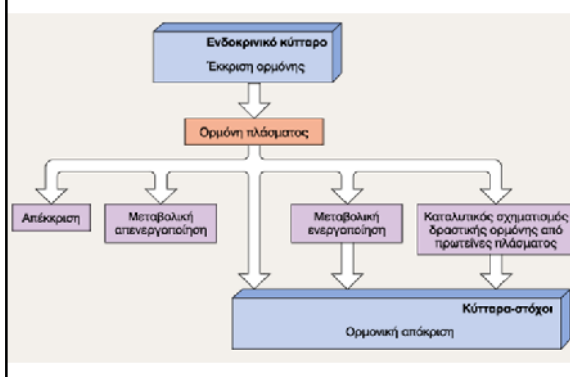 Ενδοκρινικό κύτταρο
Έκκριση ορμόνης
Ορμόνη πλάσματος
Απέκκριση
Μεταβολική
απενεργοποίηση
Μεταβολική
ενεργοποίηση
Καταλυτικός σχηματισμός
δραστικής ορμόνης από
πρωτεΐνες πλάσματος
Κύτταρα-στόχοι
Ορμονική απόκριση